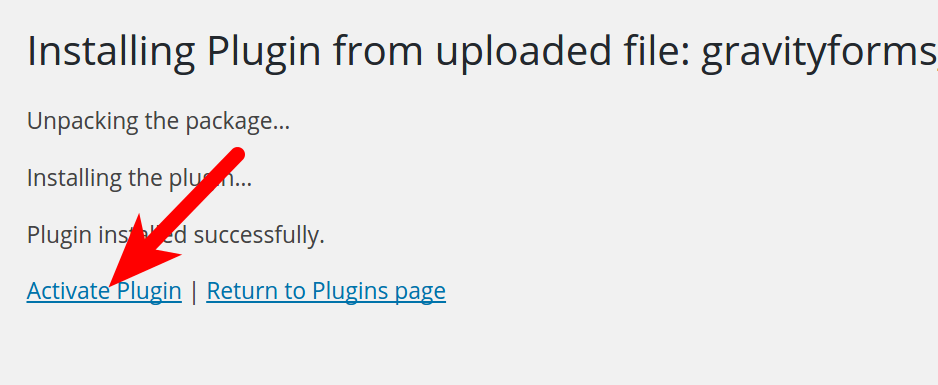 Installing Plugin from uploaded file: gravityforms
Unpacking the package…
Installing the plugin…
Plugin installed successfully.
Activate Plugin | Return to Plugins page